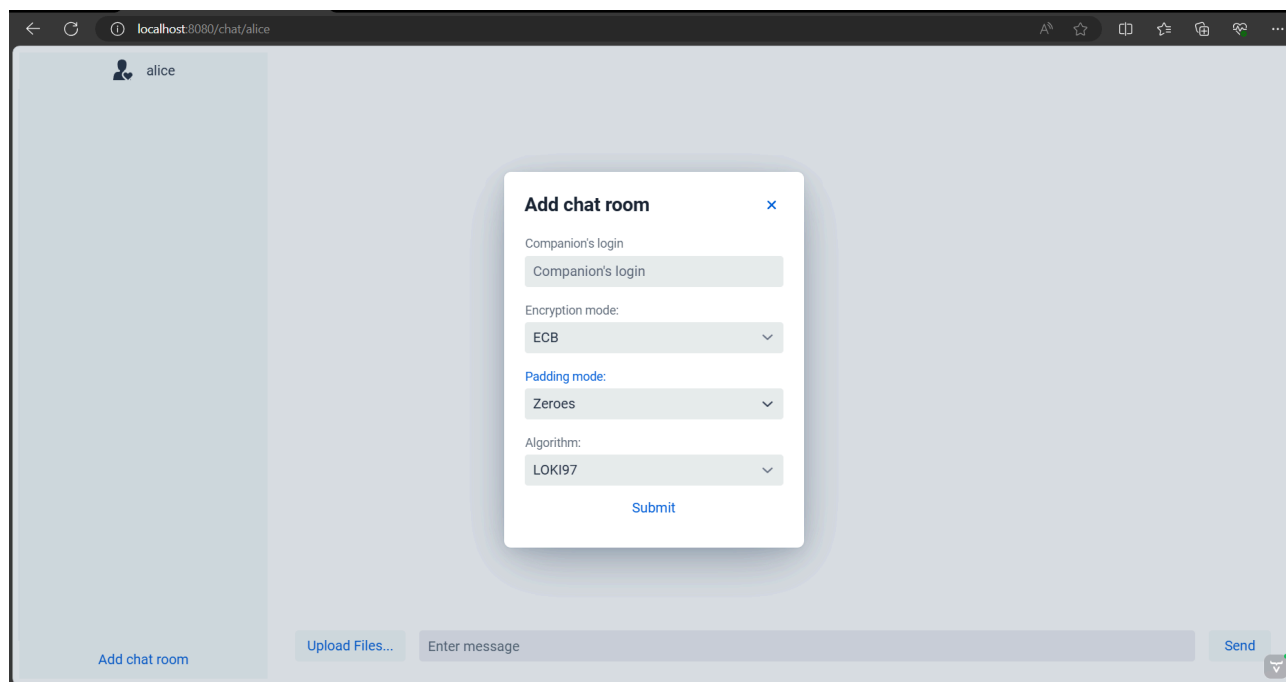 localhost:8080/chat/alice
alice
Add chat room
Companion's login
Companion's login
Encryption mode:
ECB
Padding mode:
Zeroes
Algorithm:
LOKI97
Submit
Add chat room
Upload Files...
Enter message
Send